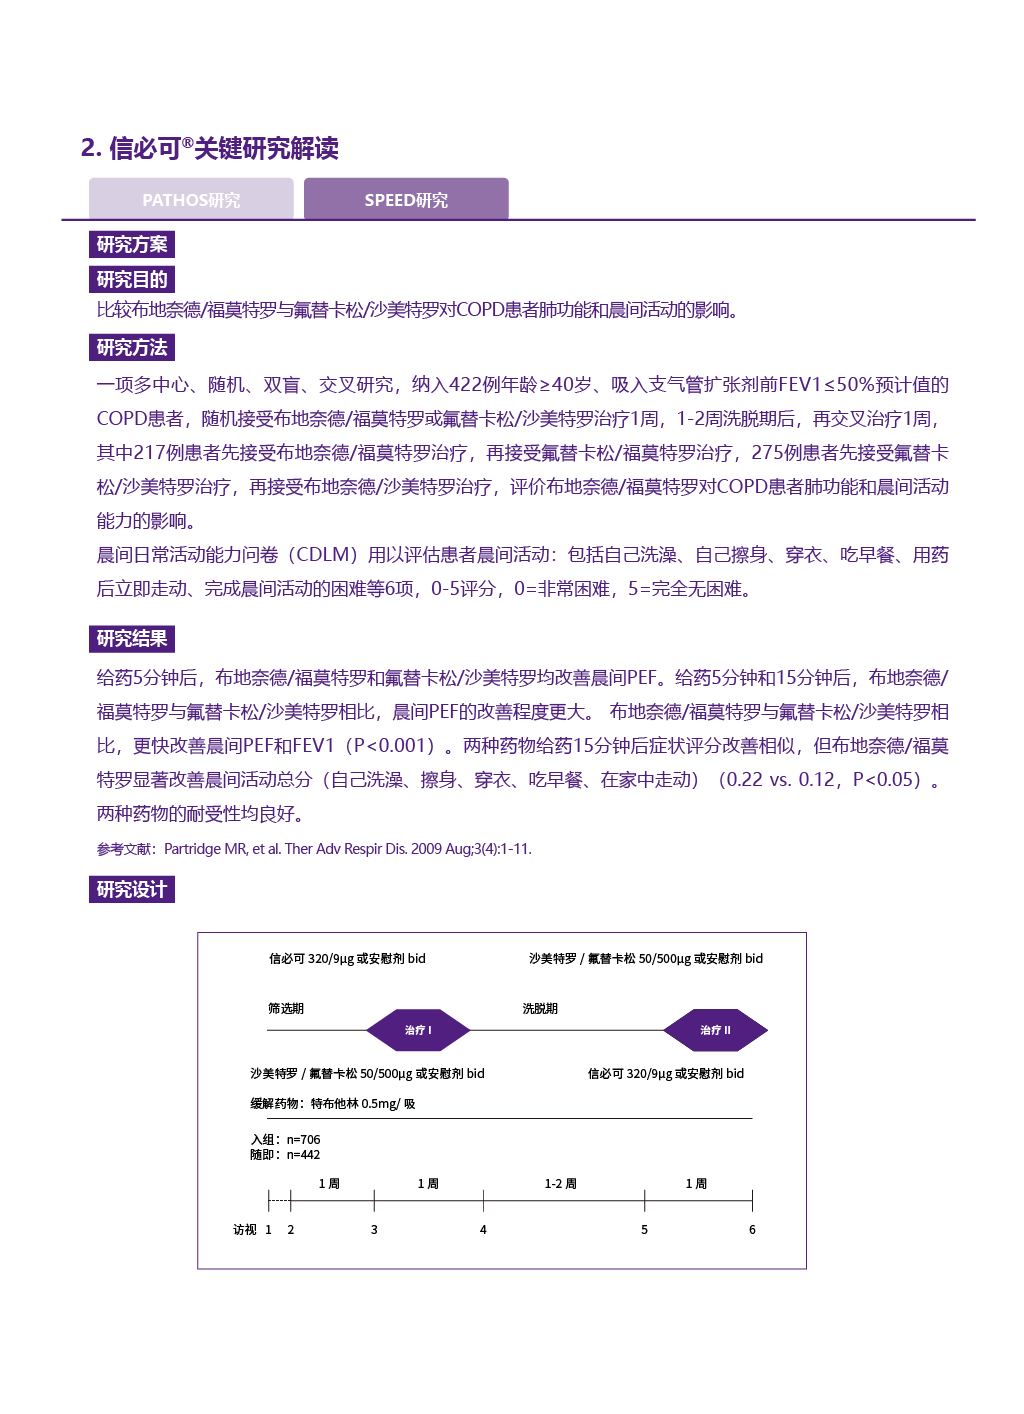 2. 信必可®关键研究解读
PATHOS研究
SPEED研究
研究方案
研究目的
比较布地奈德/福莫特罗与氟替卡松/沙美特罗对COPD患者肺功能和晨间活动的影响。
研究方法
一项多中心、随机、双盲、交叉研究，纳入422例年龄≥40岁、吸入支气管扩张剂前FEV1≤50%预计值的
COPD患者，随机接受布地奈德/福莫特罗或氟替卡松/沙美特罗治疗1周，1-2周洗脱期后，再交叉治疗1周，
其中217例患者先接受布地奈德/福莫特罗治疗，再接受氟替卡松/福莫特罗治疗，275例患者先接受氟替卡
松/沙美特罗治疗，再接受布地奈德/沙美特罗治疗，评价布地奈德/福莫特罗对COPD患者肺功能和晨间活动
能力的影响。
晨间日常活动能力问卷（CDLM）用以评估患者晨间活动：包括自己洗澡、自己擦身、穿衣、吃早餐、用药
后立即走动、完成晨间活动的困难等6项，0-5评分，0=非常困难，5=完全无困难。
研究结果
给药5分钟后，布地奈德/福莫特罗和氟替卡松/沙美特罗均改善晨间PEF。给药5分钟和15分钟后，布地奈德/
福莫特罗与氟替卡松/沙美特罗相比，晨间PEF的改善程度更大。 布地奈德/福莫特罗与氟替卡松/沙美特罗相
比，更快改善晨间PEF和FEV1（P<0.001）。两种药物给药15分钟后症状评分改善相似，但布地奈德/福莫
特罗显著改善晨间活动总分（自己洗澡、擦身、穿衣、吃早餐、在家中走动）（0.22 vs. 0.12，P<0.05）。
两种药物的耐受性均良好。
参考文献：Partridge MR, et al. Ther Adv Respir Dis. 2009 Aug;3(4):1-11.
研究设计
信必可 320/9μg 或安慰剂 bid
沙美特罗 / 氟替卡松 50/500μg 或安慰剂 bid
筛选期
洗脱期
治疗 I
治疗 II
沙美特罗 / 氟替卡松 50/500μg 或安慰剂 bid
信必可 320/9μg 或安慰剂 bid
缓解药物：特布他林 0.5mg/ 吸
入组：n=706
随即：n=442
1 周 1 周 1-2 周 1 周
访视 1 2 3 4 5 6